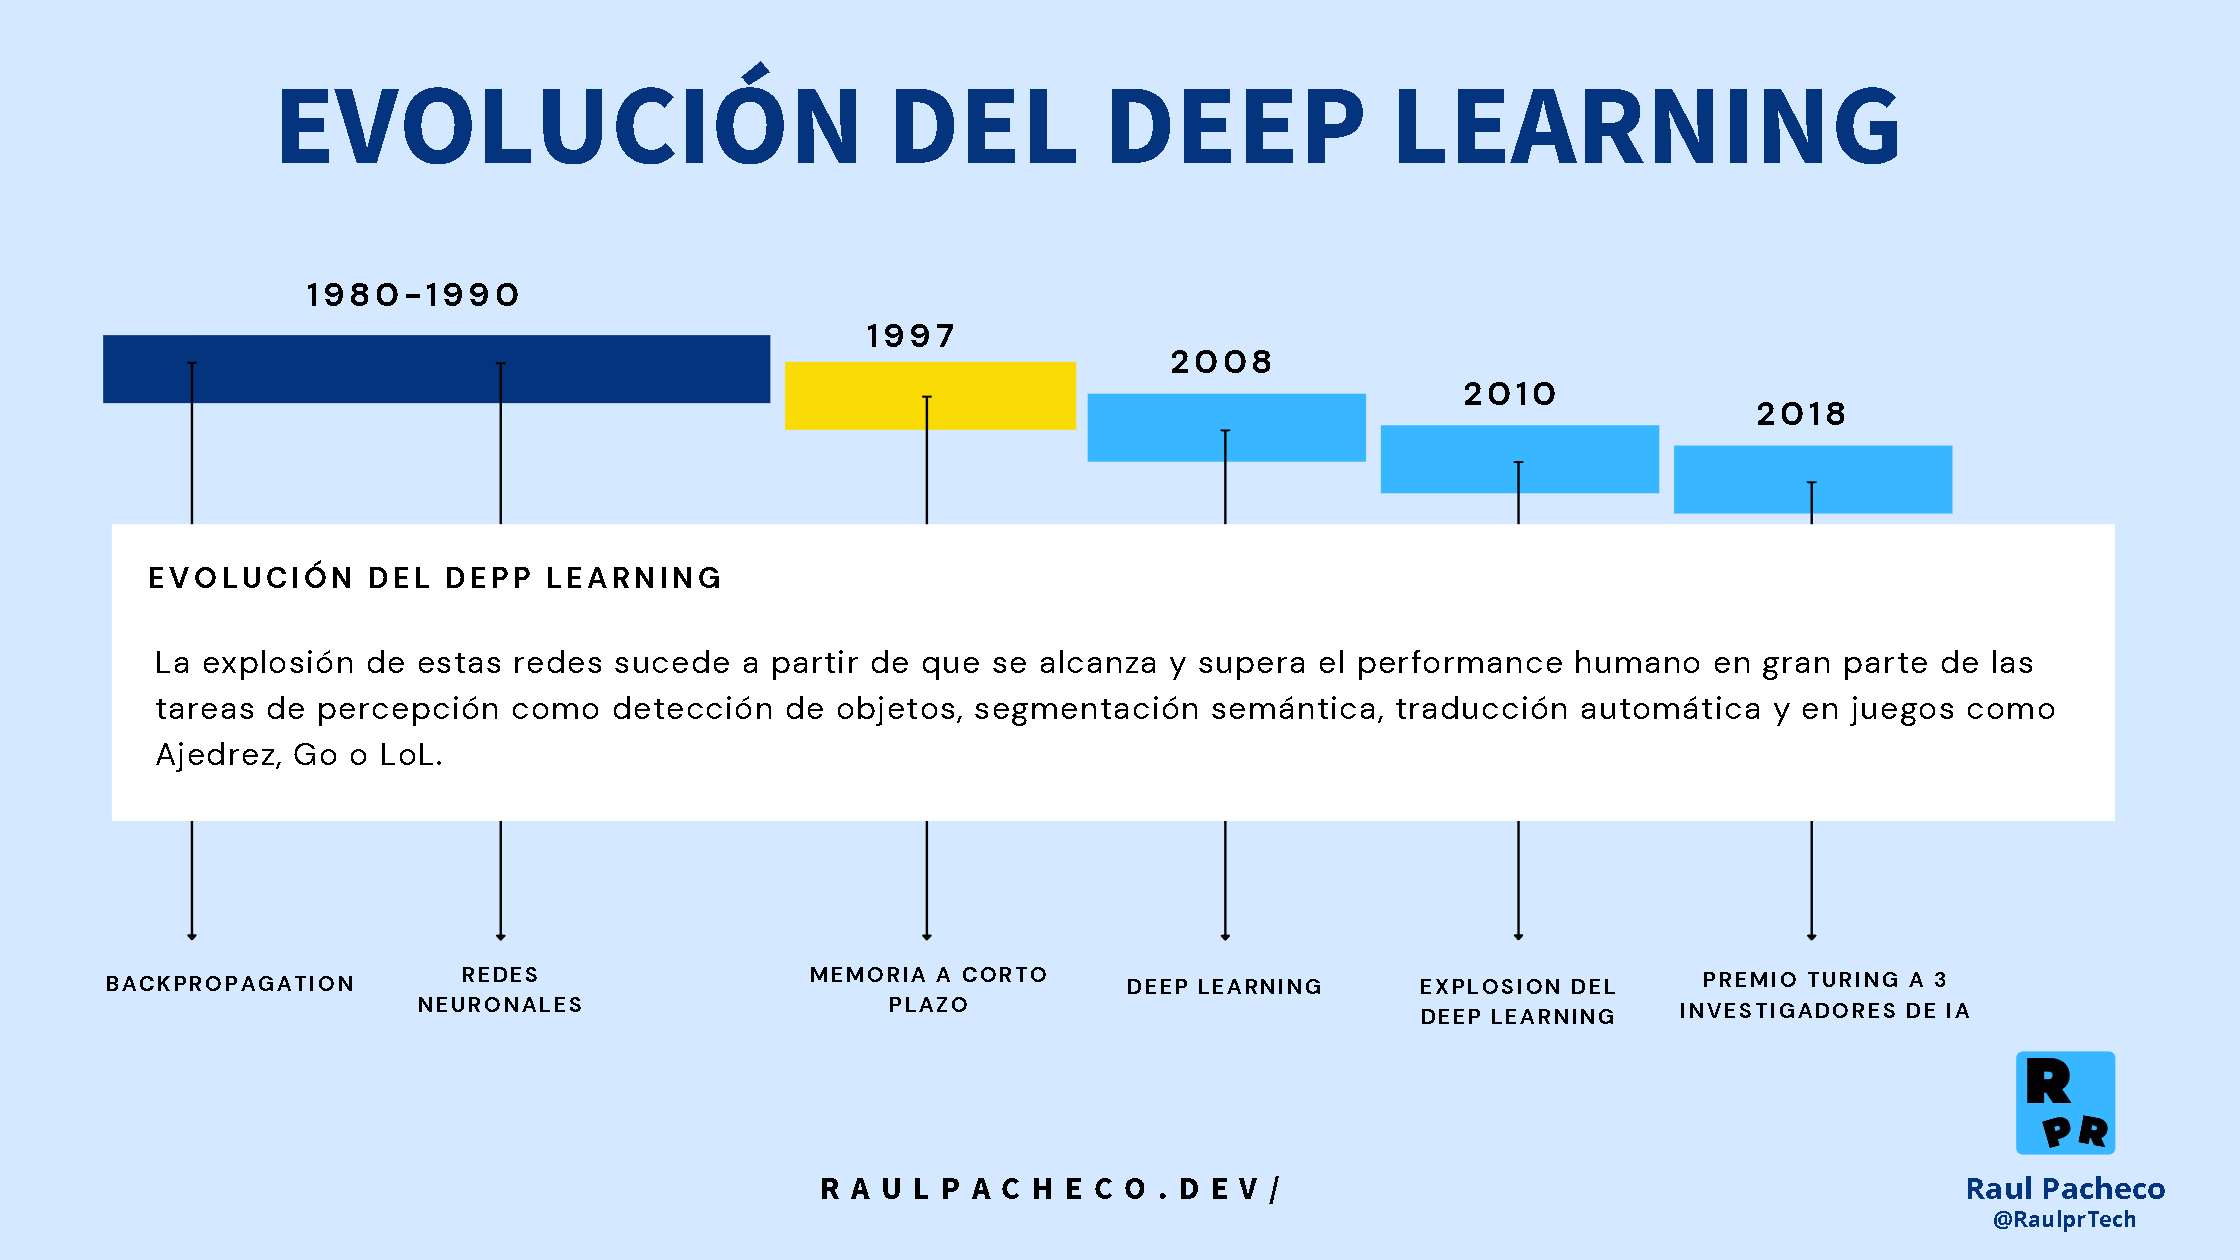 EVOLUCIÓN DEL DEEP LEARNING
1980-1990
1997
2008
2010
2018
EVOLUCIÓN DEL DEPP LEARNING
La explosión de estas redes sucede a partir de que se alcanza y supera el performance humano en gran parte de las
tareas de percepción como detección de objetos, segmentación semántica, traducción automática y en juegos como
Ajedrez, Go o LoL.
BACKPROPAGATION
REDES
NEURONALES
MEMORIA A CORTO
PLAZO
DEEP LEARNING
EXPLOSION DEL
DEEP LEARNING
PREMIO TURING A 3
INVESTIGADORES DE IA
R
PR
RAULPACHECO.DEV/
Raul Pacheco
@RaulprTech